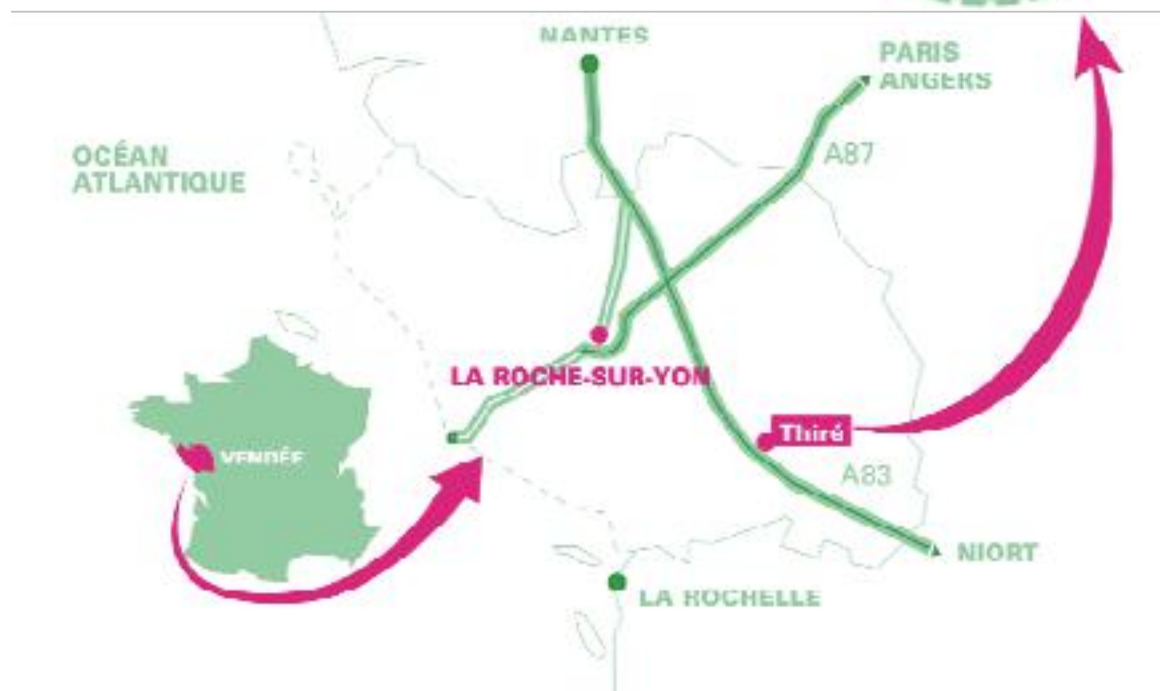 NANTES
PARIS
ANGERS
A87
OCÉAN
ATLANTIQUE
LA ROCHE-SUR-YON
Thiré
VENDÉE
A83
NIORT
LA ROCHELLE